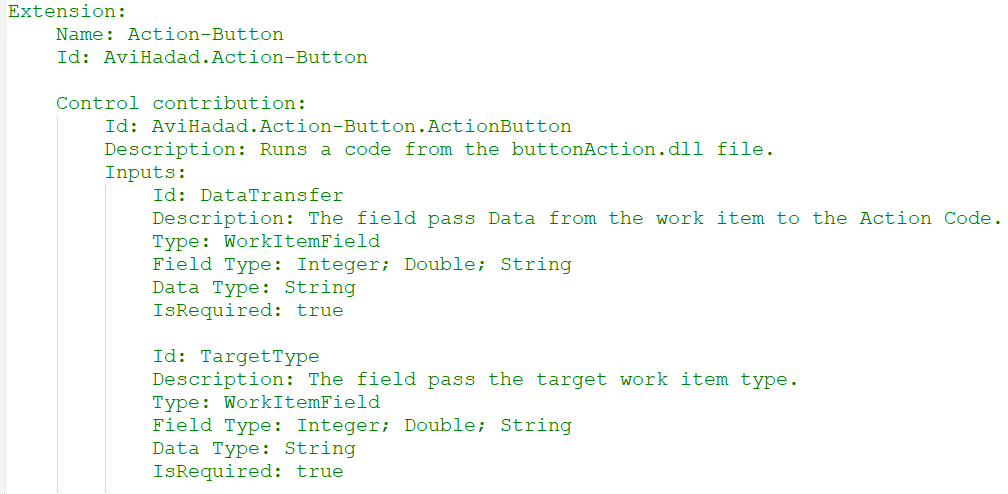 Extension:
Name: Action-Button
Id: AviHadad.Action-Button
Control contribution:
Id: AviHadad.Action-Button.ActionButton
Description: Runs a code from the buttonAction.dll file.
Inputs:
Id: DataTransfer
Description: The field pass Data from the work item to the Action Code.
Type: WorkItemField
Field Type: Integer; Double; String
Data Type: String
IsRequired: true
Id: TargetType
Description: The field pass the target work item type.
Type: WorkItemField
Field Type: Integer; Double; String
Data Type: String
IsRequired: true